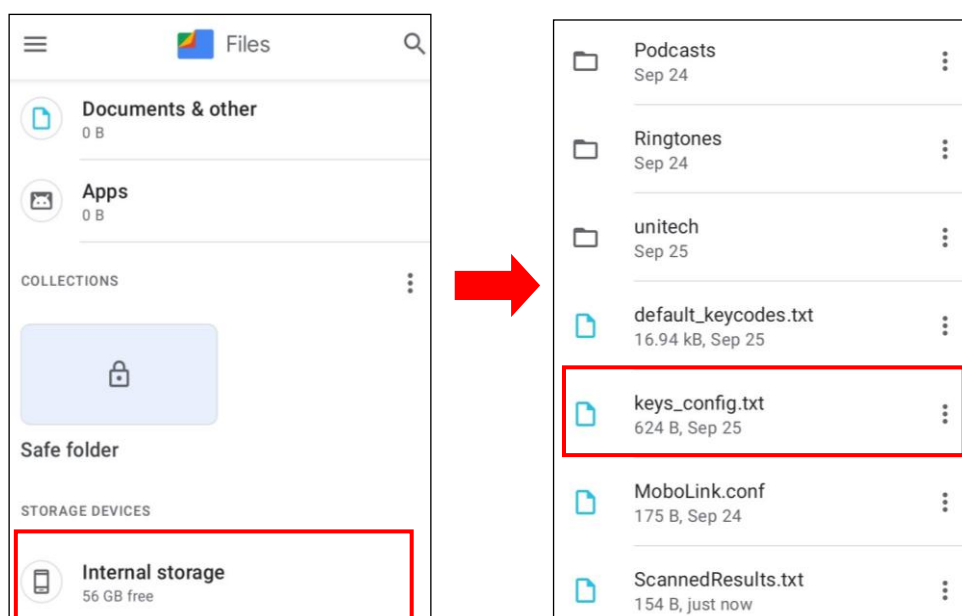 Files
Documents & other
0 B
Apps
0 B
COLLECTIONS
Safe folder
STORAGE DEVICES
Internal storage
56 GB free
Podcasts
Sep 24
Ringtones
Sep 24
unitech
Sep 25
default_keycodes.txt
16.94 kB, Sep 25
keys_config.txt
624 B, Sep 25
MoboLink.conf
175 B, Sep 24
ScannedResults.txt
154 B, just now